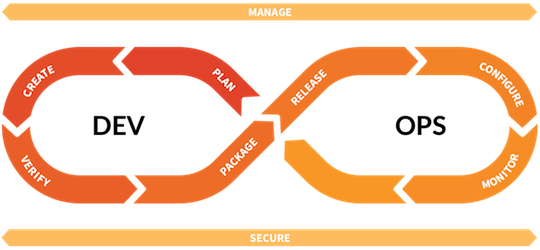 MANAGE
CREATE
PLAN
RELEASE
CONFIGURE
DEV
OPS
VERIFY
PACKAGE
MONITOR
SECURE